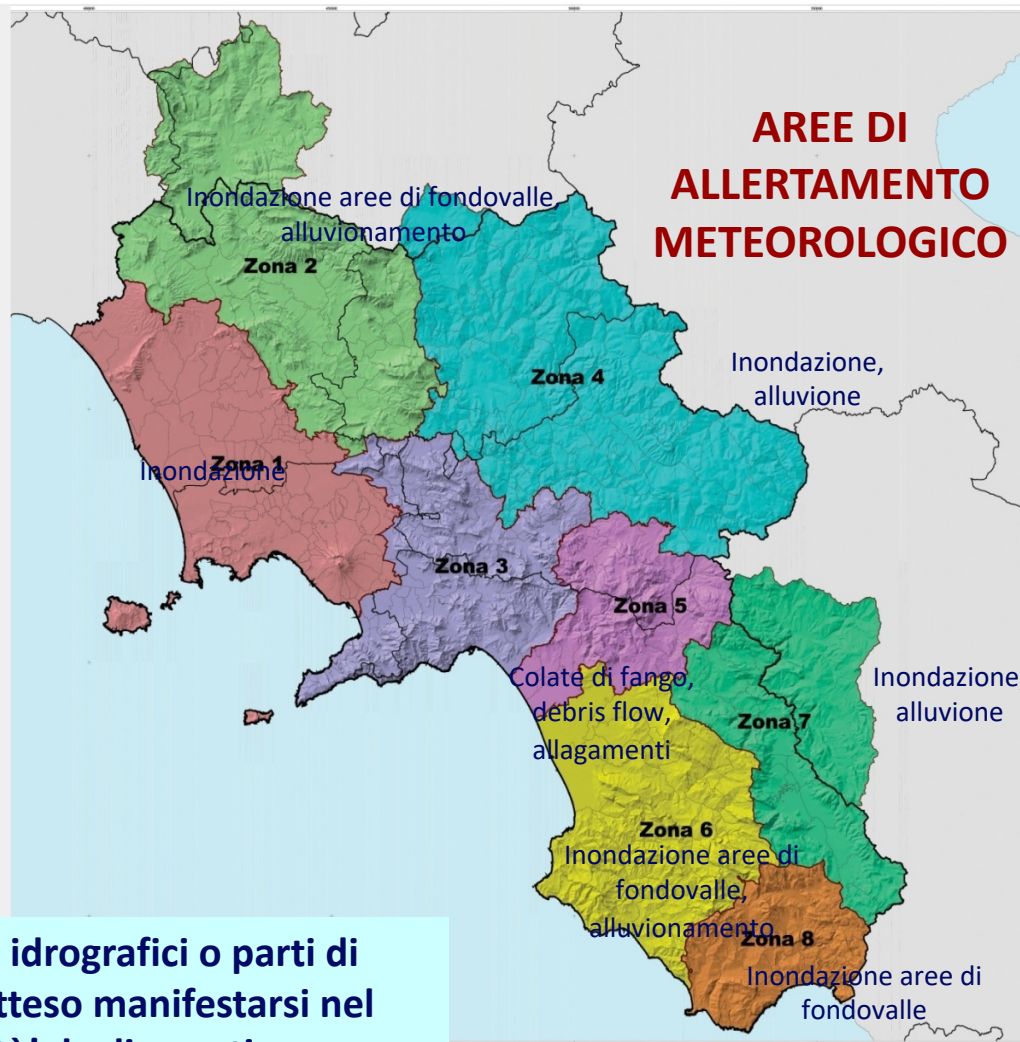 AREE DI
ALLERTAMENTO
METEOROLOGICO
Inondazione aree di fondovalle,
alluvionamento
Zona 2
Inondazione,
alluvione
Zona 4
Zona 1
Inondazione
Zona 3
Zona 5
Colate di fango,
debris flow,
allagamenti
Inondazione
alluvione
Zona 7
Zona 6
Inondazione aree di
fondovalle,
alluvionamento
Zona 8
Inondazione aree di
fondovalle
idrografici o parti di
tteso manifestarsi nel